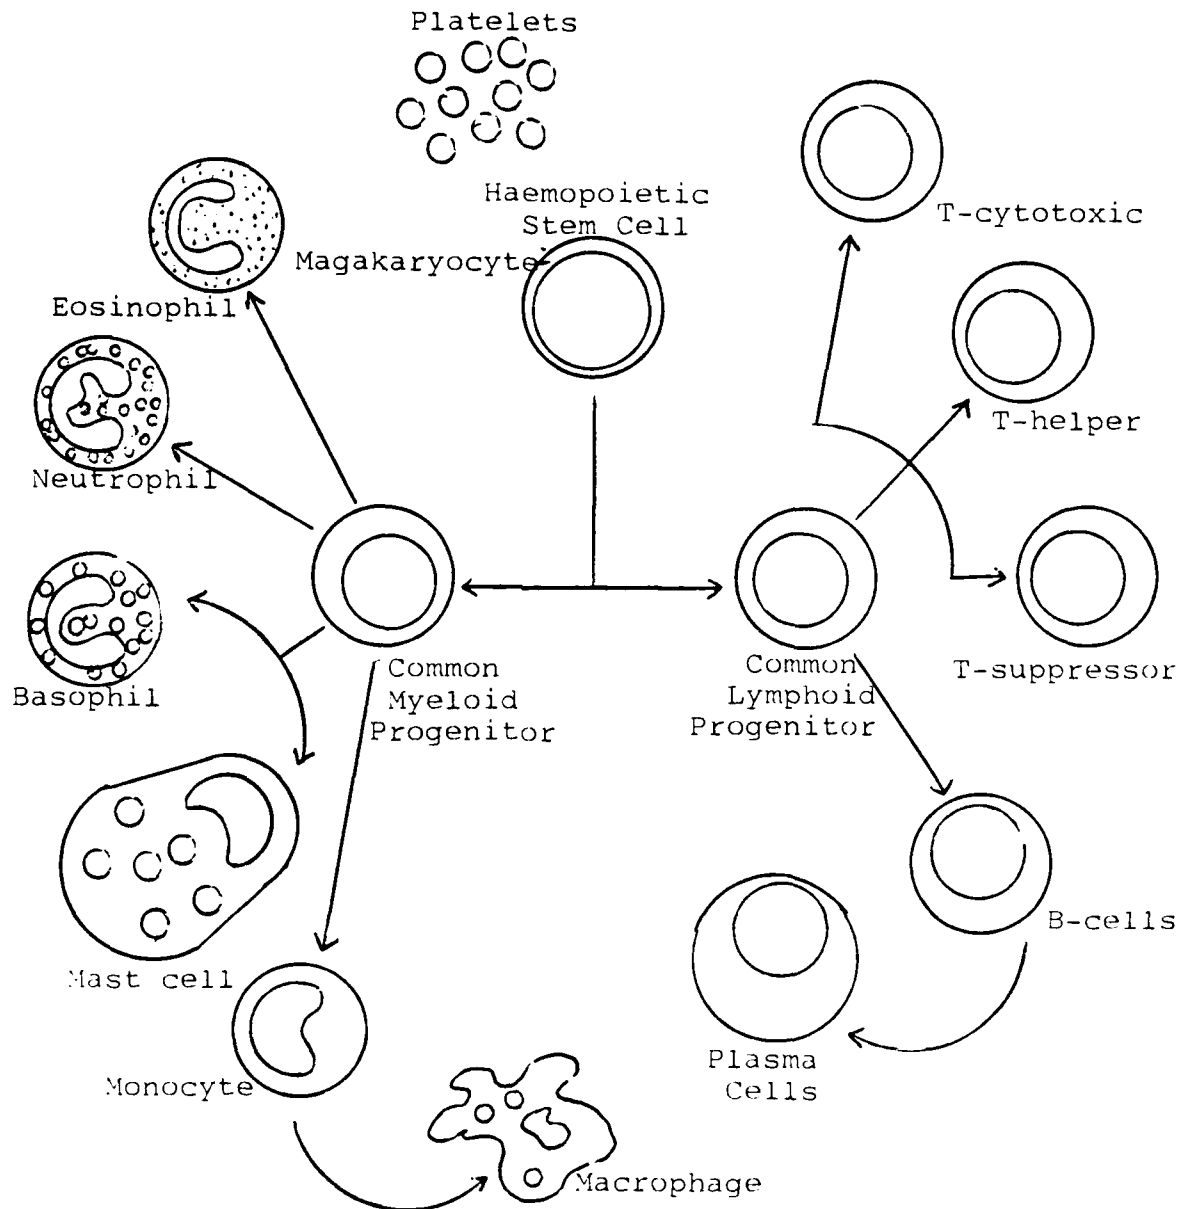 Platelets
Haemopoietic
Stem Cell
Magakaryocyte
T-cytotoxic
Eosinophil
T-helper
Neutrophil
Basophil
Common
Myeloid
Progenitor
Common
Lymphoid
Progenitor
T-suppressor
Mast cell
B-cells
Monocyte
Plasma
Cells
Macrophage